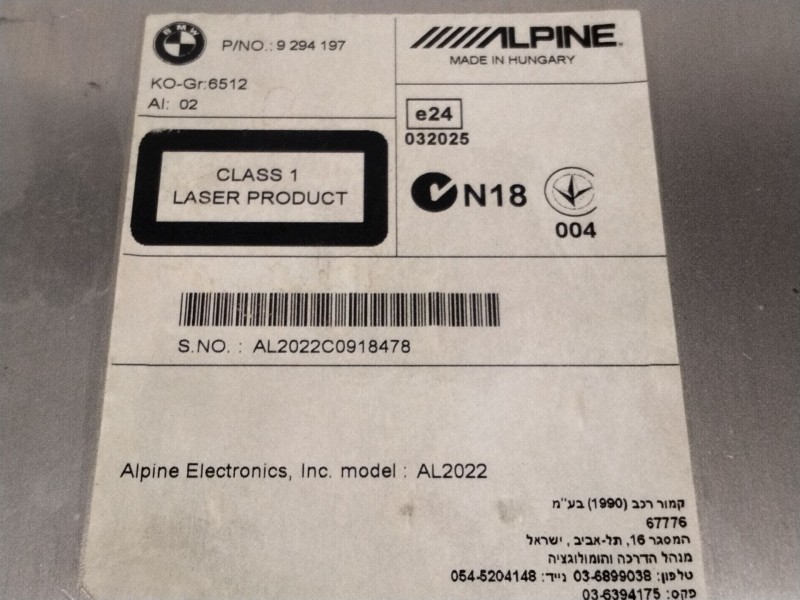 BMW
P/NO.: 9 294 197
KO-Gr:6512
AI: 02
ALPINE
MADE IN HUNGARY
e24
032025
CLASS 1
LASER PRODUCT
N18
004
S.NO. : AL2022C0918478
Alpine Electronics, Inc. model : AL2022
קמור רכב (1990) בע"מ
67776
המסגר 16, תל-אביב, ישראל
מנהל הדרכה והומולוגציה
טלפון: 03-6899038 נייד: 054-5204148
פקס: 03-6394175